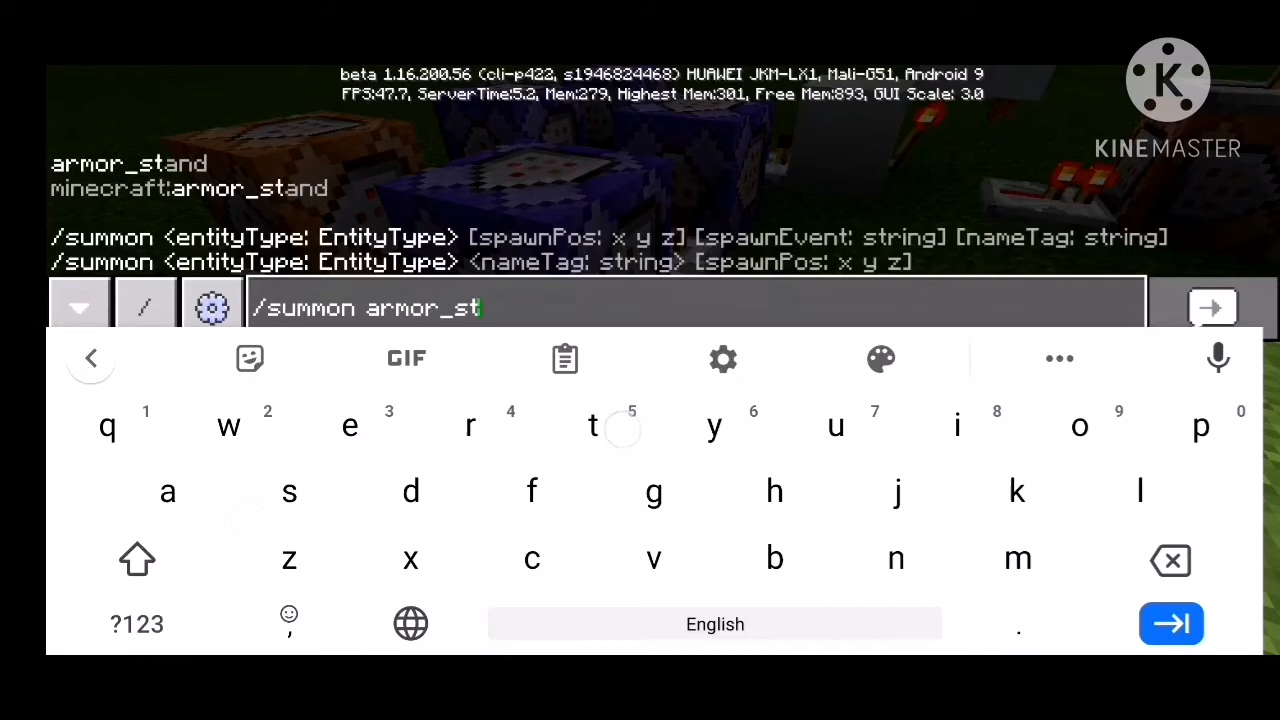 beta 1.16.200.56 (cli-p422, s1946824468) HUAWEI JKM-LX1, Mali-G51, Android 9
FPS:47.7, ServerTime:5.2, Mem:279, Highest Mem:301, Free Mem:893, GUI Scale: 3.0
K
KINEMASTER
armor_stand
minecraft:armor_stand
/summon <entityType: EntityType> [spawnPos: x y z] [spawnEvent: string] [nameTag: string]
/summon <entityType: EntityType> <nameTag: string> [spawnPos: x y z]
/ /summon armor_st
GIF
q 1 w 2 e 3 r 4 t 5 y 6 u 7 i 8 o 9 p 0
a s d f g h j k l
z x c v b n m
?123 , English .